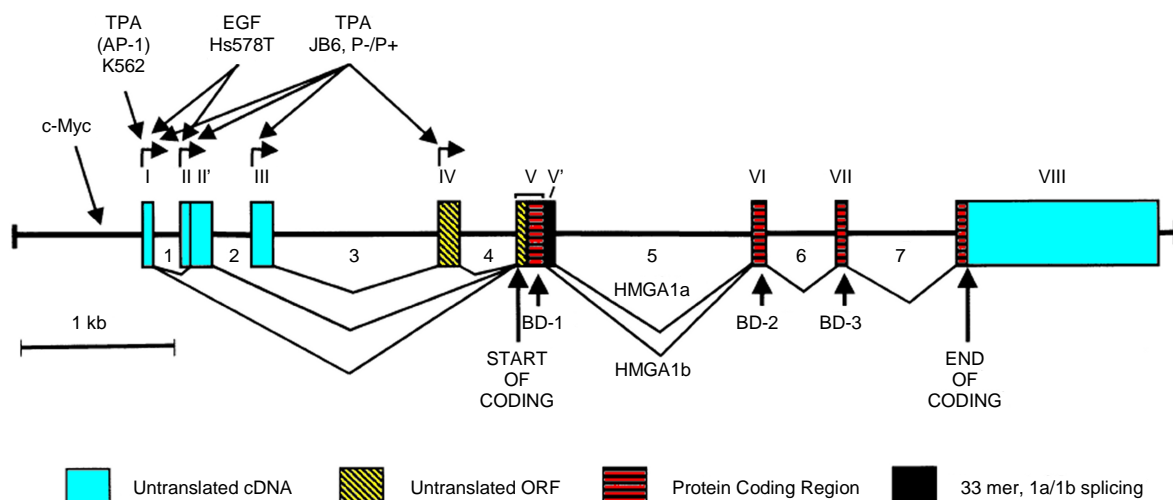 TPA
(AP-1)
K562
EGF
Hs578T
TPA
JB6, P-/P+
c-Myc
I
II
II'
III
IV
V
V'
VI
VII
VIII
1
2
3
4
5
6
7
HMGA1a
HMGA1b
BD-1
BD-2
BD-3
1 kb
START
OF
CODING
END
OF
CODING
Untranslated cDNA
Untranslated ORF
Protein Coding Region
33 mer, 1a/1b splicing